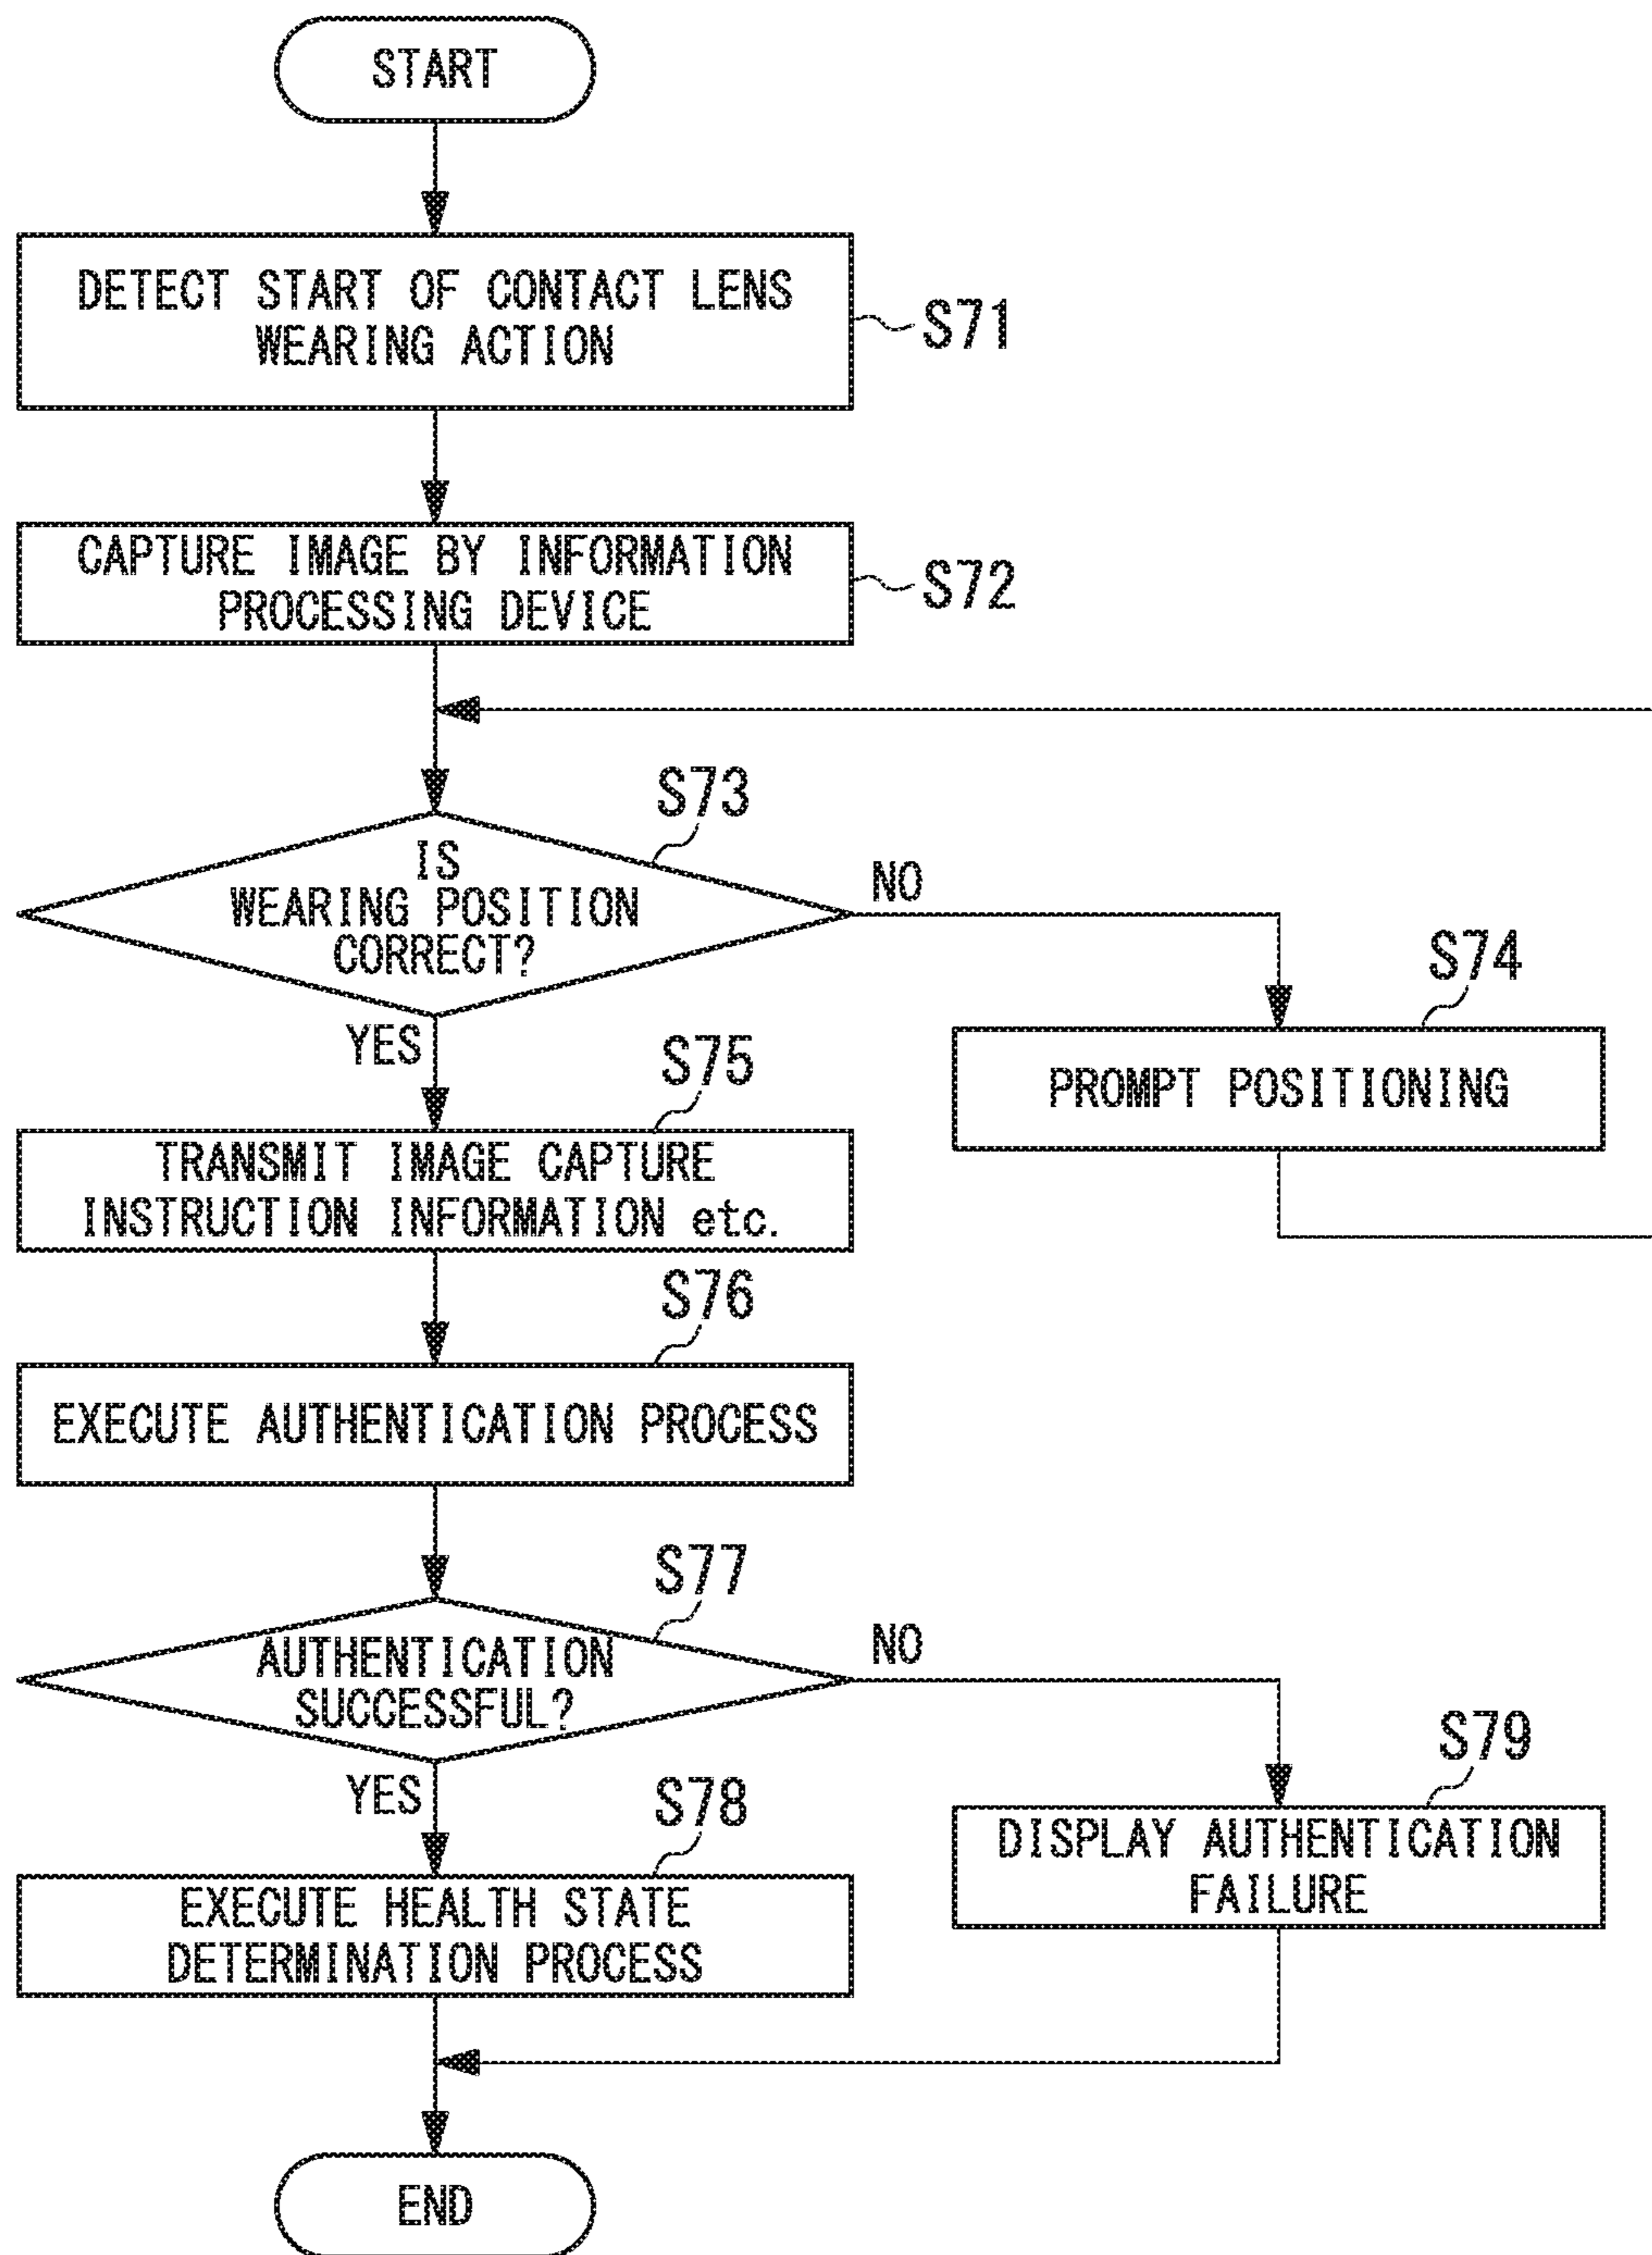 START
DETECT START OF CONTACT LENS
WEARING ACTION
S71
CAPTURE IMAGE BY INFORMATION
PROCESSING DEVICE
S72
S73
IS
WEARING POSITION
CORRECT?
NO
YES
S74
PROMPT POSITIONING
S75
TRANSMIT IMAGE CAPTURE
INSTRUCTION INFORMATION etc.
S76
EXECUTE AUTHENTICATION PROCESS
S77
AUTHENTICATION
SUCCESSFUL?
NO
YES
S79
DISPLAY AUTHENTICATION
FAILURE
S78
EXECUTE HEALTH STATE
DETERMINATION PROCESS
END